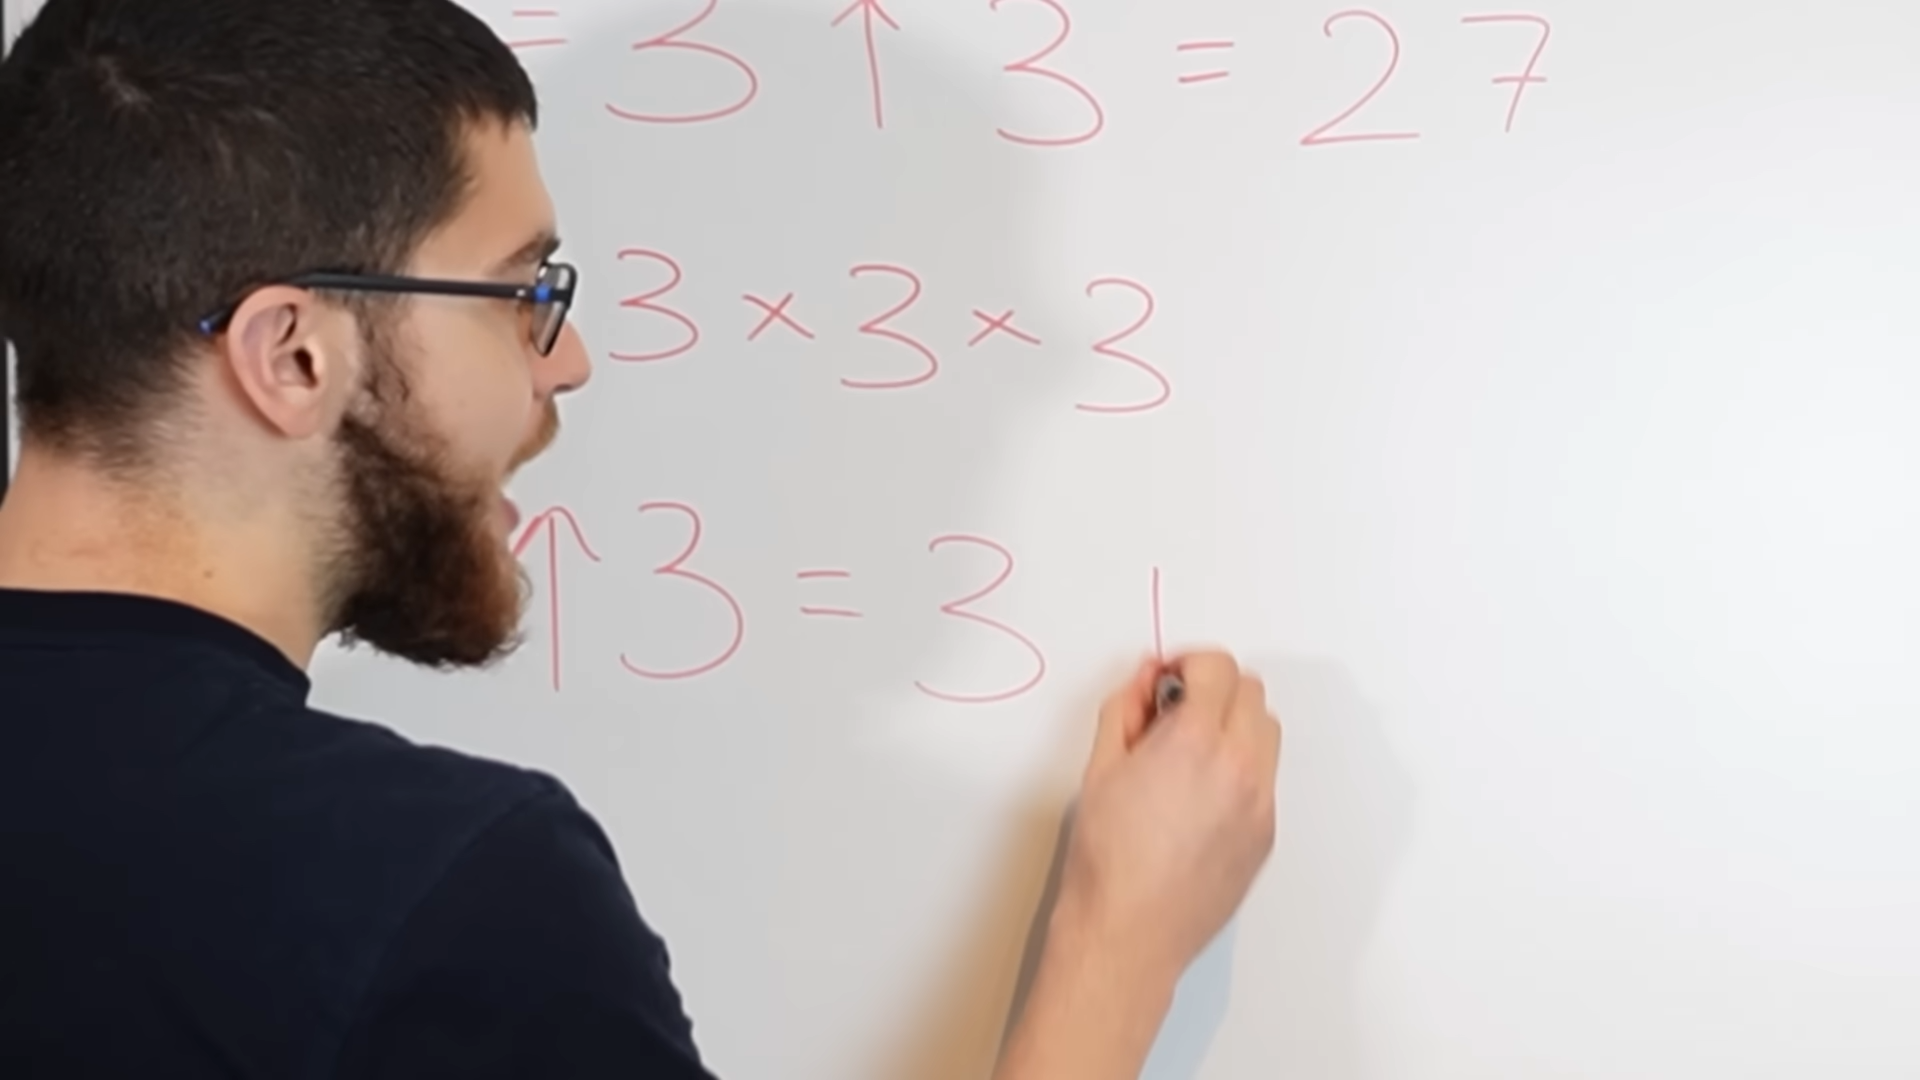 = 3 ↑ 3 = 27
3 × 3 × 3
↑ 3 = 3